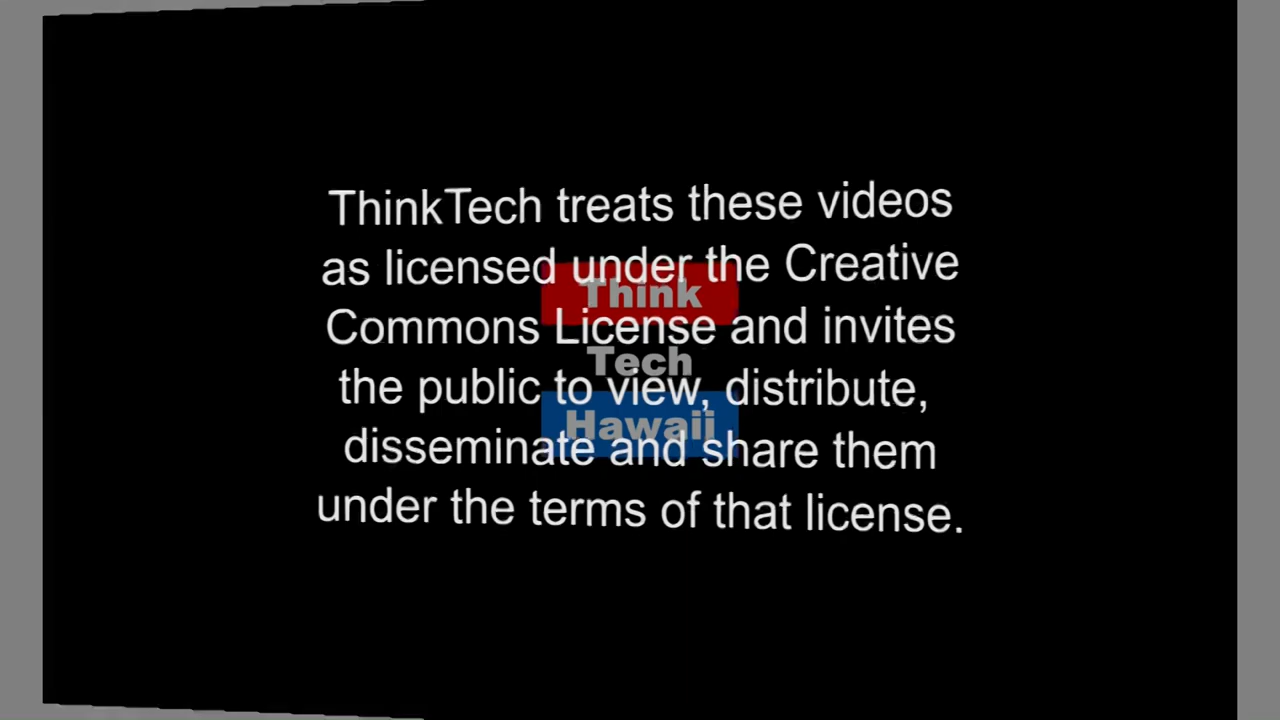 ThinkTech treats these videos
as licensed under the Creative
Think
Commons License and invites
Tech
the public to view, distribute,
Hawaii
disseminate and share them
under the terms of that license.